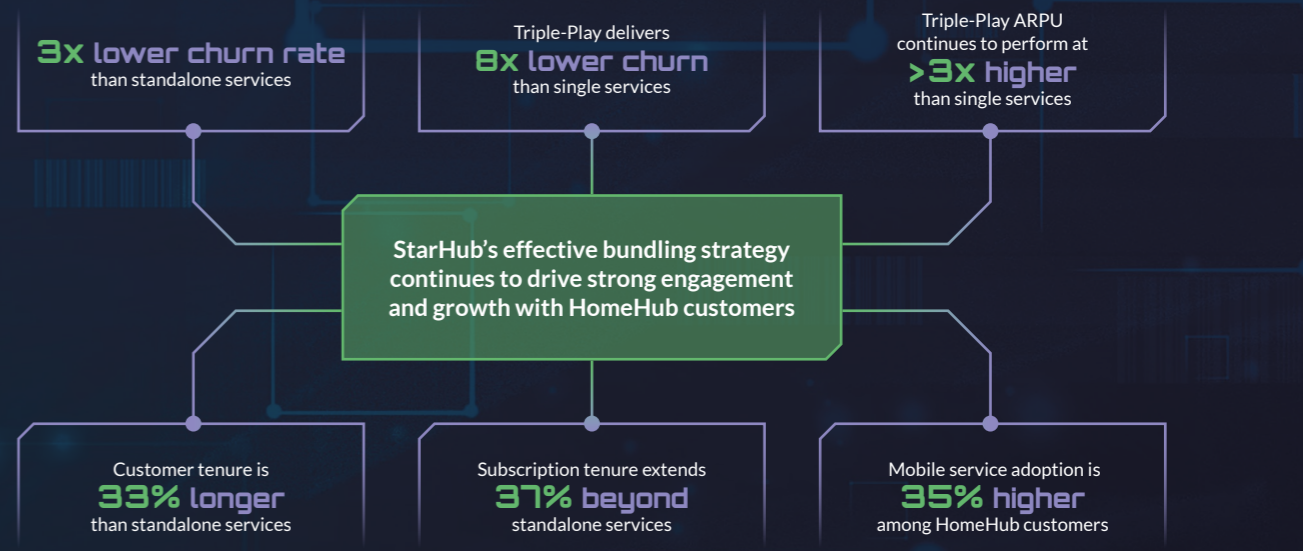 3x lower churn rate
than standalone services
Triple-Play delivers
8x lower churn
than single services
Triple-Play ARPU
continues to perform at
>3x higher
than single services
StarHub’s effective bundling strategy
continues to drive strong engagement
and growth with HomeHub customers
Customer tenure is
33% longer
than standalone services
Subscription tenure extends
37% beyond
standalone services
Mobile service adoption is
35% higher
among HomeHub customers